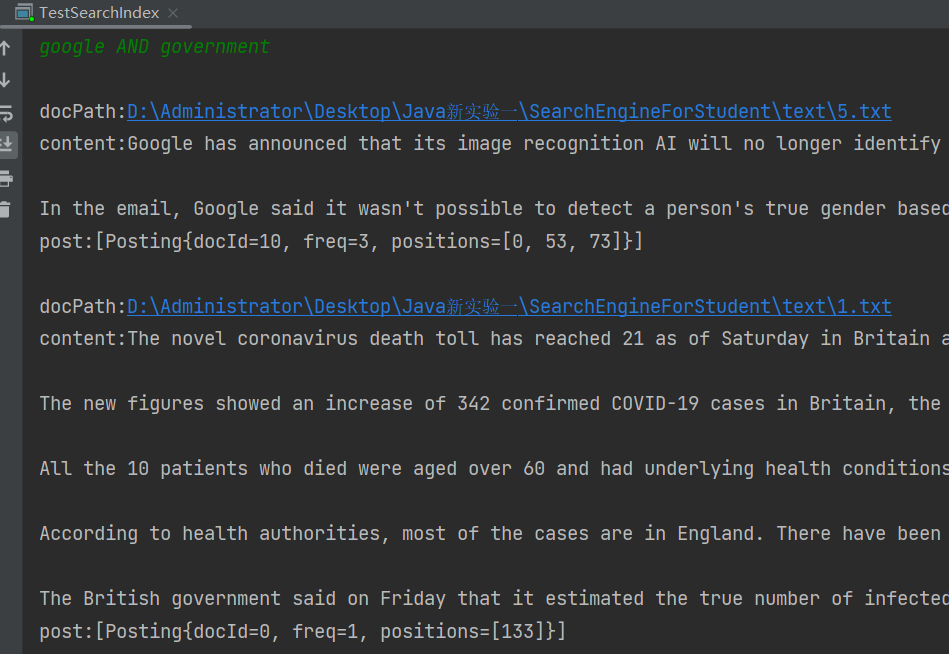 TestSearchIndex
google AND government
docPath:D:\Administrator\Desktop\Java新实验一\SearchEngineForStudent\text\5.txt
content:Google has announced that its image recognition AI will no longer identify
In the email, Google said it wasn't possible to detect a person's true gender based
post:[Posting{docId=10, freq=3, positions=[0, 53, 73]}]
docPath:D:\Administrator\Desktop\Java新实验一\SearchEngineForStudent\text\1.txt
content:The novel coronavirus death toll has reached 21 as of Saturday in Britain a
The new figures showed an increase of 342 confirmed COVID-19 cases in Britain, the
All the 10 patients who died were aged over 60 and had underlying health conditions
According to health authorities, most of the cases are in England. There have been
The British government said on Friday that it estimated the true number of infected
post:[Posting{docId=0, freq=1, positions=[133]}]